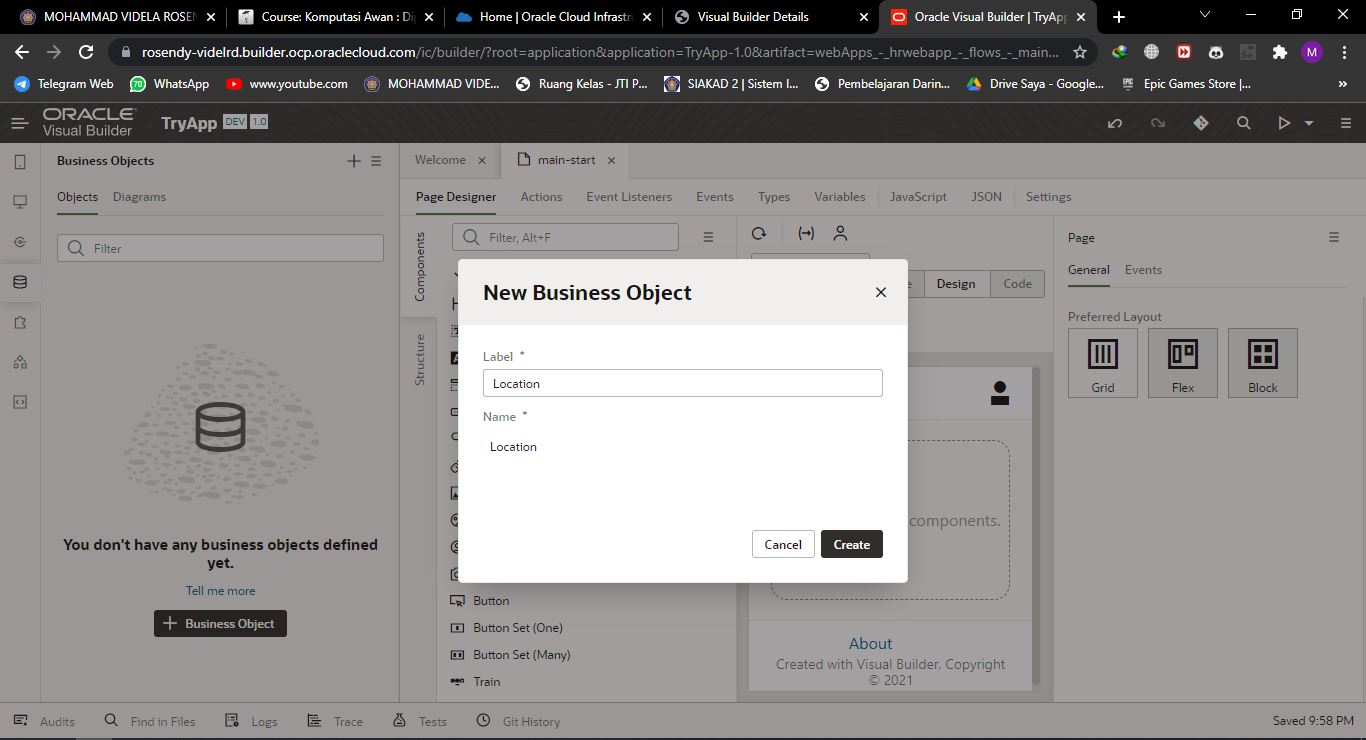 MOHAMMAD VIDELA ROSEN
Course: Komputasi Awan : Di
Home | Oracle Cloud Infrastr
Visual Builder Details
Oracle Visual Builder | TryApp
rosendy-videlrd.builder.ocp.oraclecloud.com/ic/builder/?root=application&application=TryApp-1.0&artifact=webApps_-_hrwebapp_-_flows_-_main...
M
Telegram Web
70
WhatsApp
www.youtube.com
MOHAMMAD VIDE...
Ruang Kelas - JTI P...
SIAKAD 2 | Sistem I...
Pembelajaran Darin...
Drive Saya - Google...
Epic Games Store |...
»
ORACLE
Visual Builder
TryApp DEV 1.0
Business Objects
Welcome
main-start
Objects
Diagrams
Page Designer
Actions
Event Listeners
Events
Types
Variables
JavaScript
JSON
Settings
Filter
Components
Structure
Filter, Alt+F
Design
Code
Page
General
Events
Preferred Layout
Grid
Flex
Block
New Business Object
Label *
Location
Name *
Location
Cancel
Create
components.
You don't have any business objects defined
yet.
Tell me more
Business Object
Button
Button Set (One)
Button Set (Many)
Train
About
Created with Visual Builder, Copyright
© 2021
Audits
Find in Files
Logs
Trace
Tests
Git History
Saved 9:58 PM